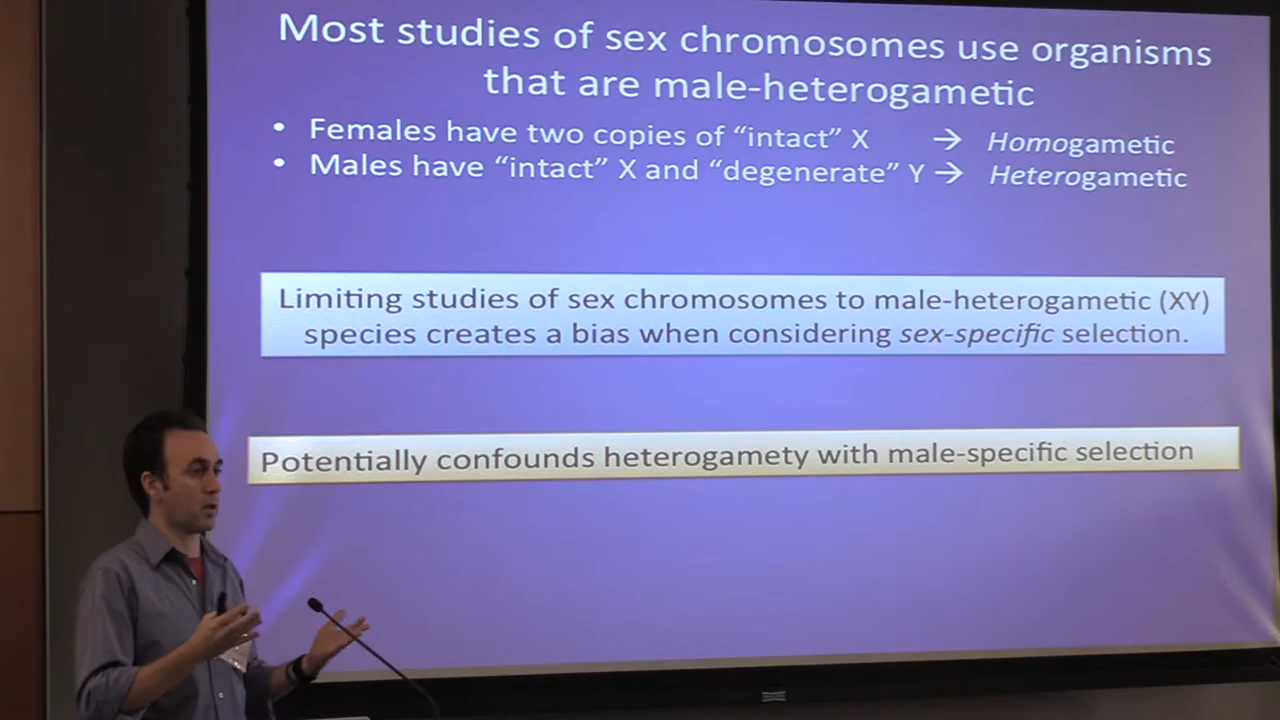 Most studies of sex chromosomes use organisms
that are male-heterogametic
• Females have two copies of “intact” X → Homogametic
• Males have “intact” X and “degenerate” Y → Heterogametic
Limiting studies of sex chromosomes to male-heterogametic (XY)
species creates a bias when considering sex-specific selection.
Potentially confounds heterogamety with male-specific selection